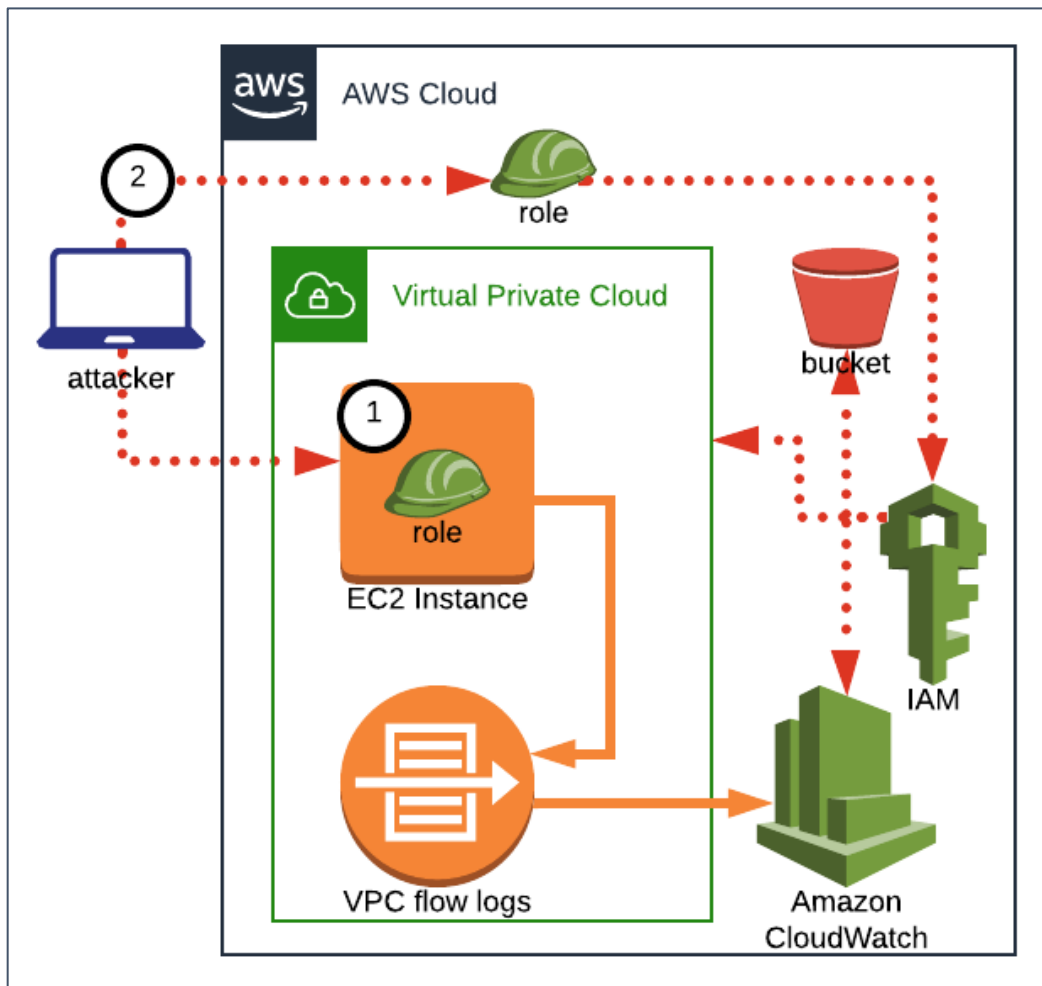 aws
AWS Cloud
2
role
attacker
Virtual Private Cloud
bucket
1
role
EC2 Instance
IAM
VPC flow logs
Amazon
CloudWatch